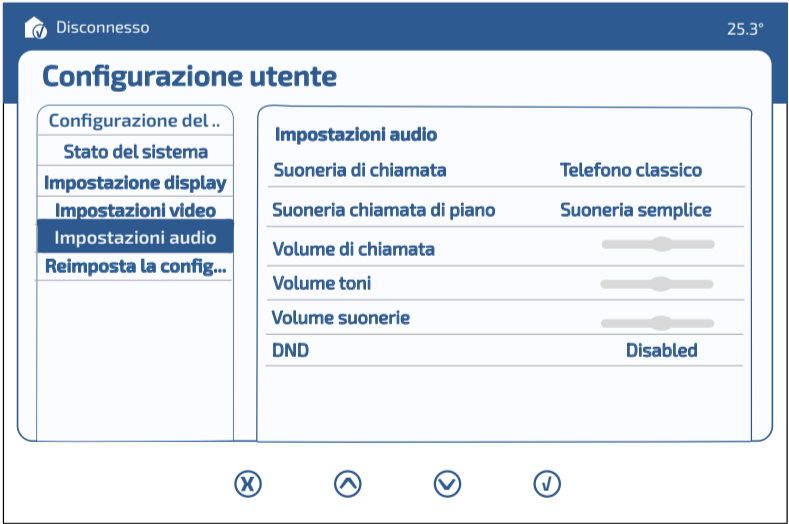 Disconnesso
25.3°
Configurazione utente
Configurazione del ..
Stato del sistema
Impostazione display
Impostazioni video
Impostazioni audio
Reimposta la config...
Impostazioni audio
Suoneria di chiamata Telefono classico
Suoneria chiamata di piano Suoneria semplice
Volume di chiamata
Volume toni
Volume suonerie
DND Disabled